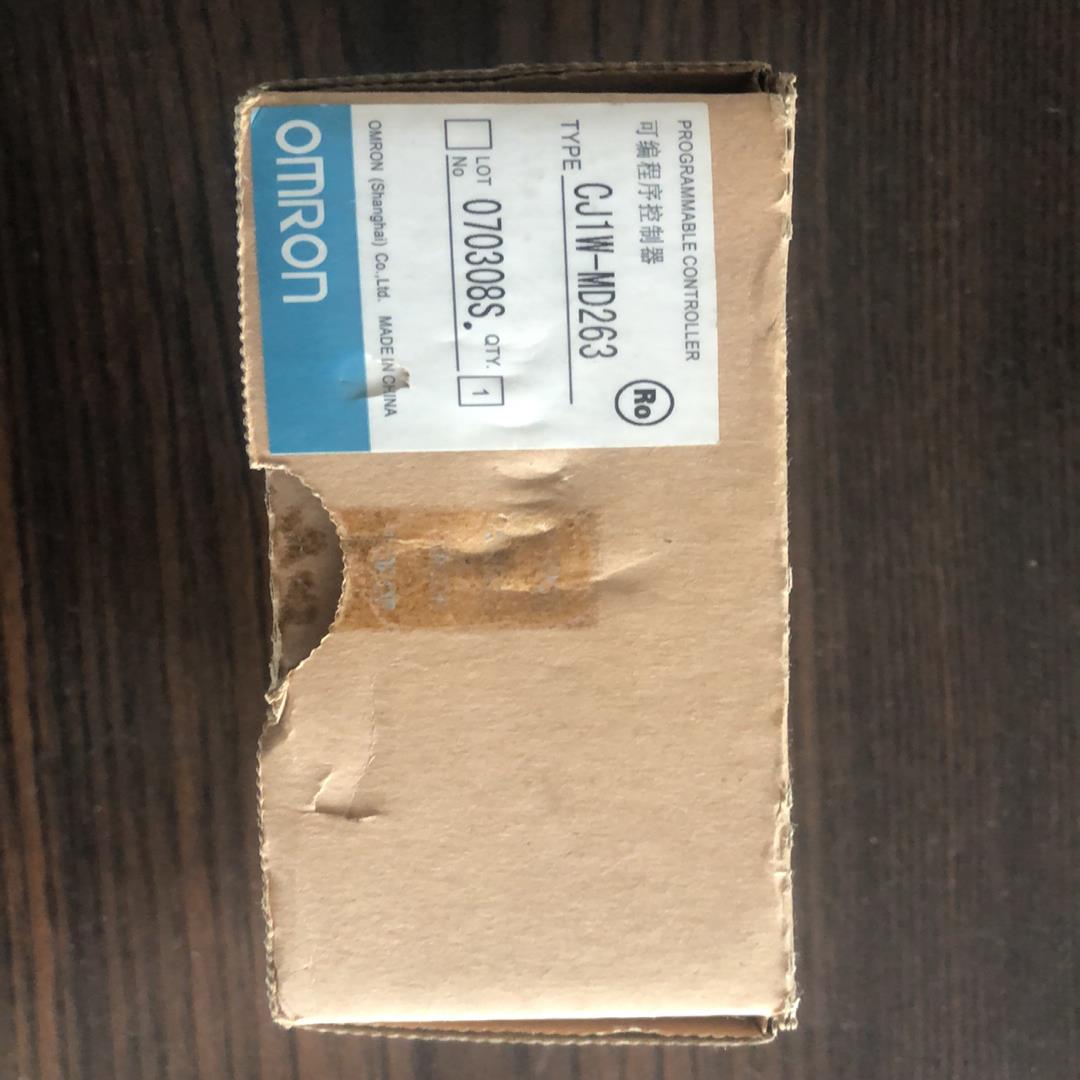 PROGRAMMABLE CONTROLLER
可编程序控制器
Ro
TYPE CJ1W-MD263
LOT No 070308S. QTY. 1
OMRON (Shanghai) Co.,Ltd. MADE IN CHINA
OMRON